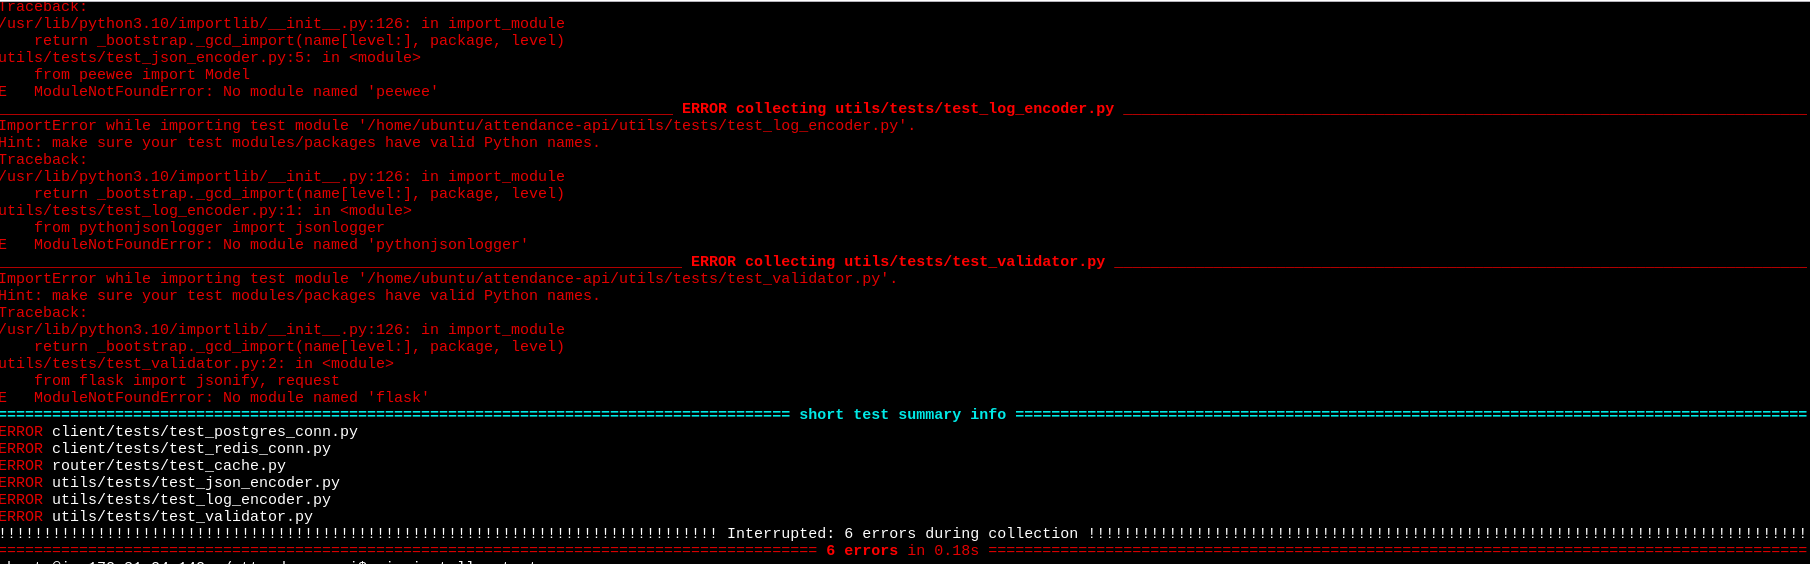 Traceback:
/usr/lib/python3.10/importlib/__init__.py:126: in import_module
    return _bootstrap._gcd_import(name[level:], package, level)
utils/tests/test_json_encoder.py:5: in <module>
    from peewee import Model
E   ModuleNotFoundError: No module named 'peewee'
ERROR collecting utils/tests/test_log_encoder.py
ImportError while importing test module '/home/ubuntu/attendance-api/utils/tests/test_log_encoder.py'.
Hint: make sure your test modules/packages have valid Python names.
Traceback:
/usr/lib/python3.10/importlib/__init__.py:126: in import_module
    return _bootstrap._gcd_import(name[level:], package, level)
utils/tests/test_log_encoder.py:1: in <module>
    from pythonjsonlogger import jsonlogger
E   ModuleNotFoundError: No module named 'pythonjsonlogger'
ERROR collecting utils/tests/test_validator.py
ImportError while importing test module '/home/ubuntu/attendance-api/utils/tests/test_validator.py'.
Hint: make sure your test modules/packages have valid Python names.
Traceback:
/usr/lib/python3.10/importlib/__init__.py:126: in import_module
    return _bootstrap._gcd_import(name[level:], package, level)
utils/tests/test_validator.py:2: in <module>
    from flask import jsonify, request
E   ModuleNotFoundError: No module named 'flask'
short test summary info
ERROR client/tests/test_postgres_conn.py
ERROR client/tests/test_redis_conn.py
ERROR router/tests/test_cache.py
ERROR utils/tests/test_json_encoder.py
ERROR utils/tests/test_log_encoder.py
ERROR utils/tests/test_validator.py
Interrupted: 6 errors during collection
6 errors in 0.18s